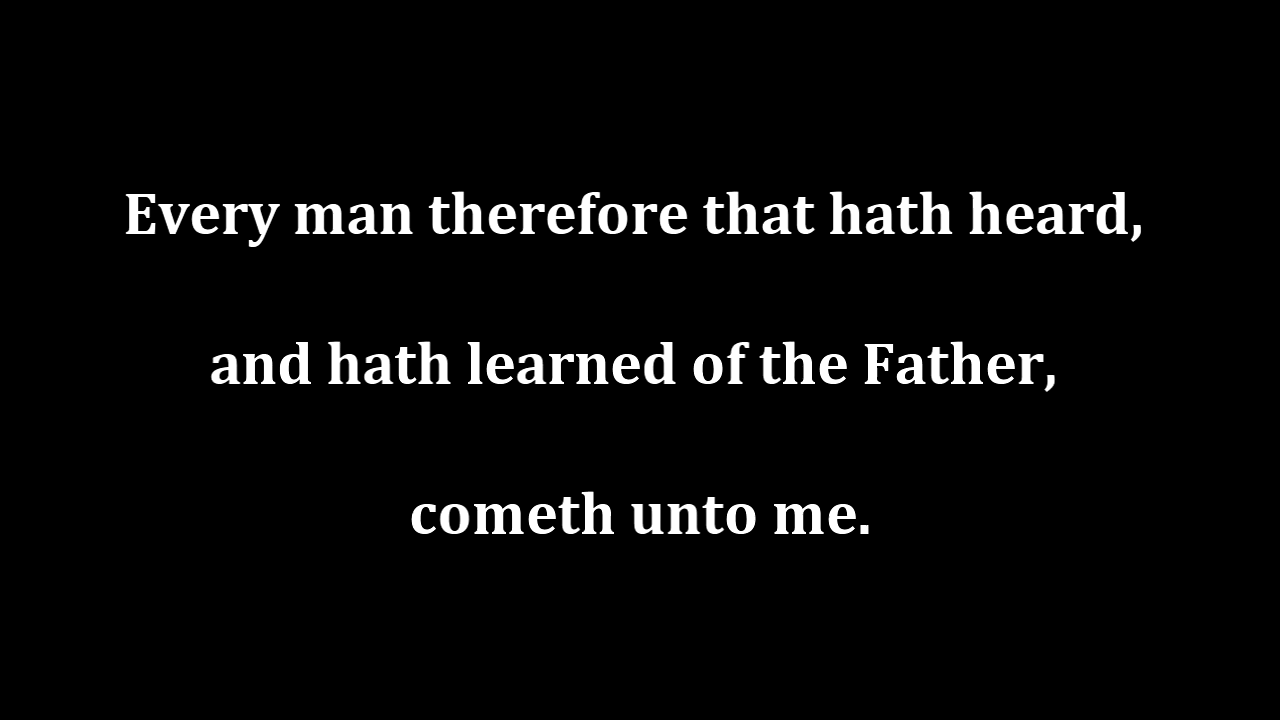 Every man therefore that hath heard,
and hath learned of the Father,
cometh unto me.